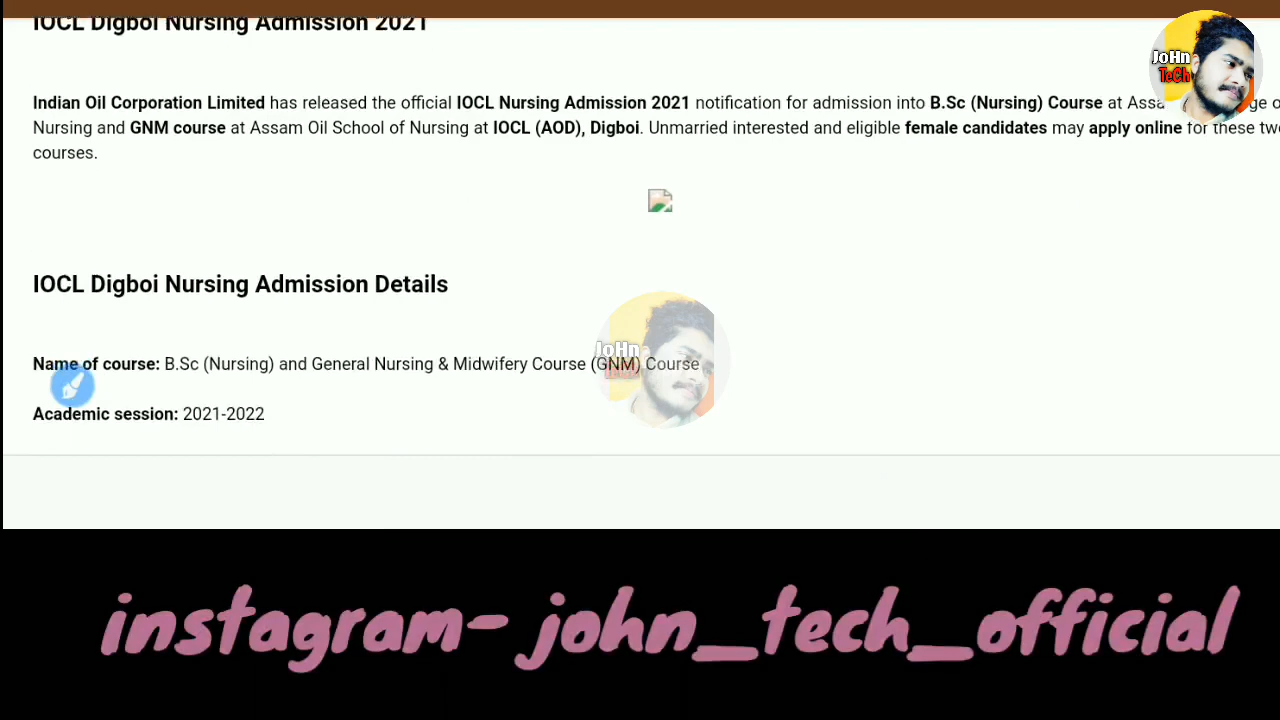 IOCL Digboi Nursing Admission 2021
JoHn
TeCh
Indian Oil Corporation Limited has released the official IOCL Nursing Admission 2021 notification for admission into B.Sc (Nursing) Course at
Nursing and GNM course at Assam Oil School of Nursing at IOCL (AOD), Digboi. Unmarried interested and eligible female candidates may apply online for these two
courses.
IOCL Digboi Nursing Admission Details
JoHn
Name of course: B.Sc (Nursing) and General Nursing & Midwifery Course (GNM) Course
Academic session: 2021-2022
instagram- john_tech_official